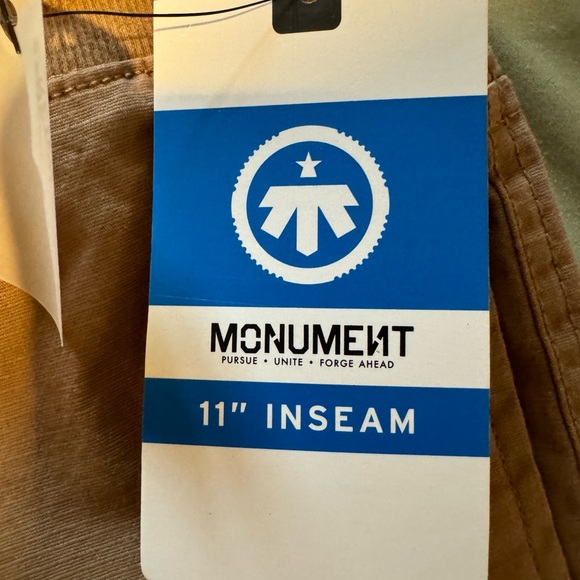 MONUMENT
PURSUE • UNITE • FORGE AHEAD
11" INSEAM